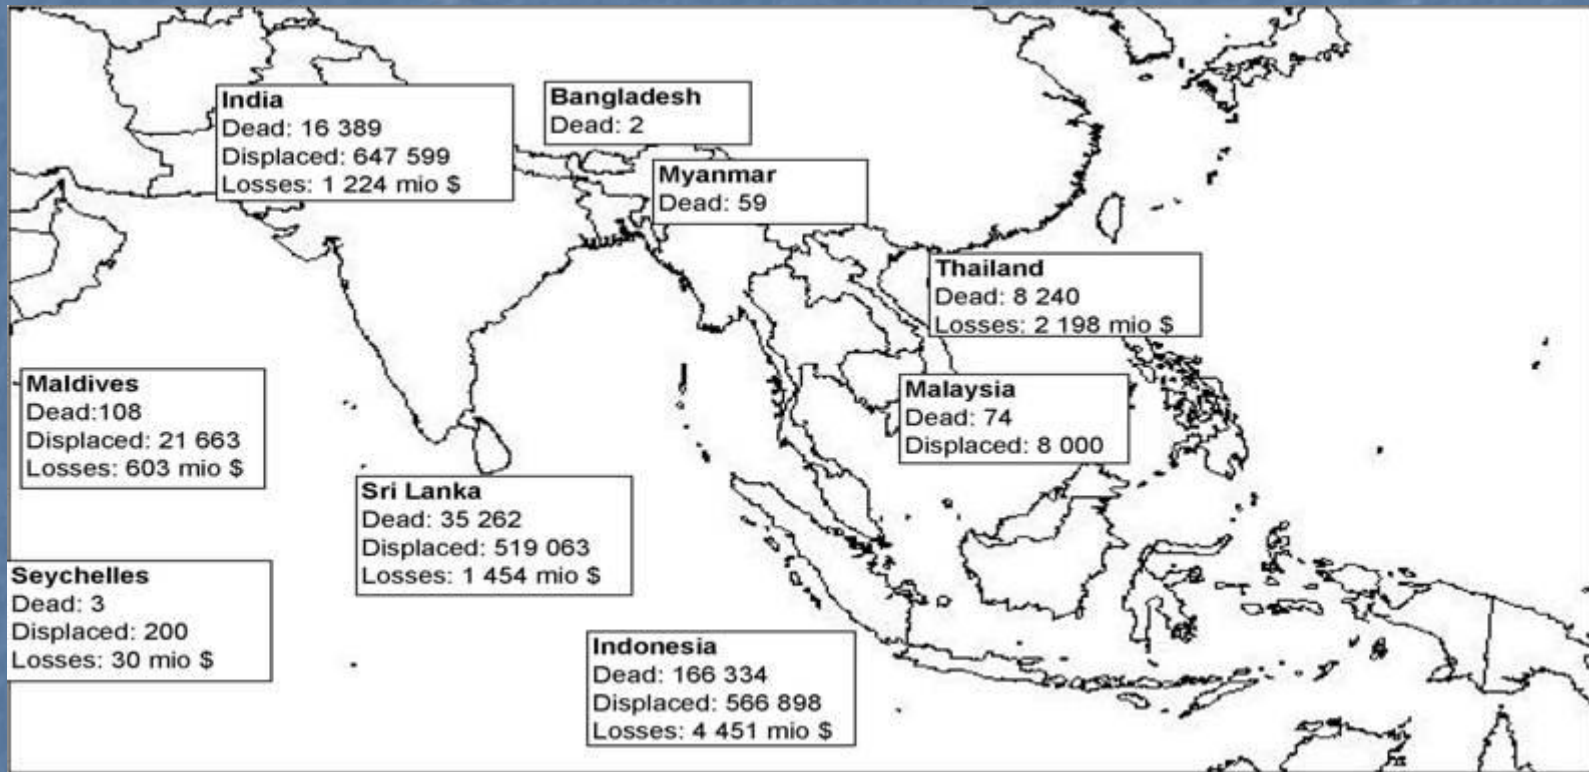 India
Dead: 16 389
Displaced: 647 599
Losses: 1 224 mio $
Bangladesh
Dead: 2
Myanmar
Dead: 59
Thailand
Dead: 8 240
Losses: 2 198 mio $
Maldives
Dead:108
Displaced: 21 663
Losses: 603 mio $
Malaysia
Dead: 74
Displaced: 8 000
Sri Lanka
Dead: 35 262
Displaced: 519 063
Losses: 1 454 mio $
Seychelles
Dead: 3
Displaced: 200
Losses: 30 mio $
Indonesia
Dead: 166 334
Displaced: 566 898
Losses: 4 451 mio $